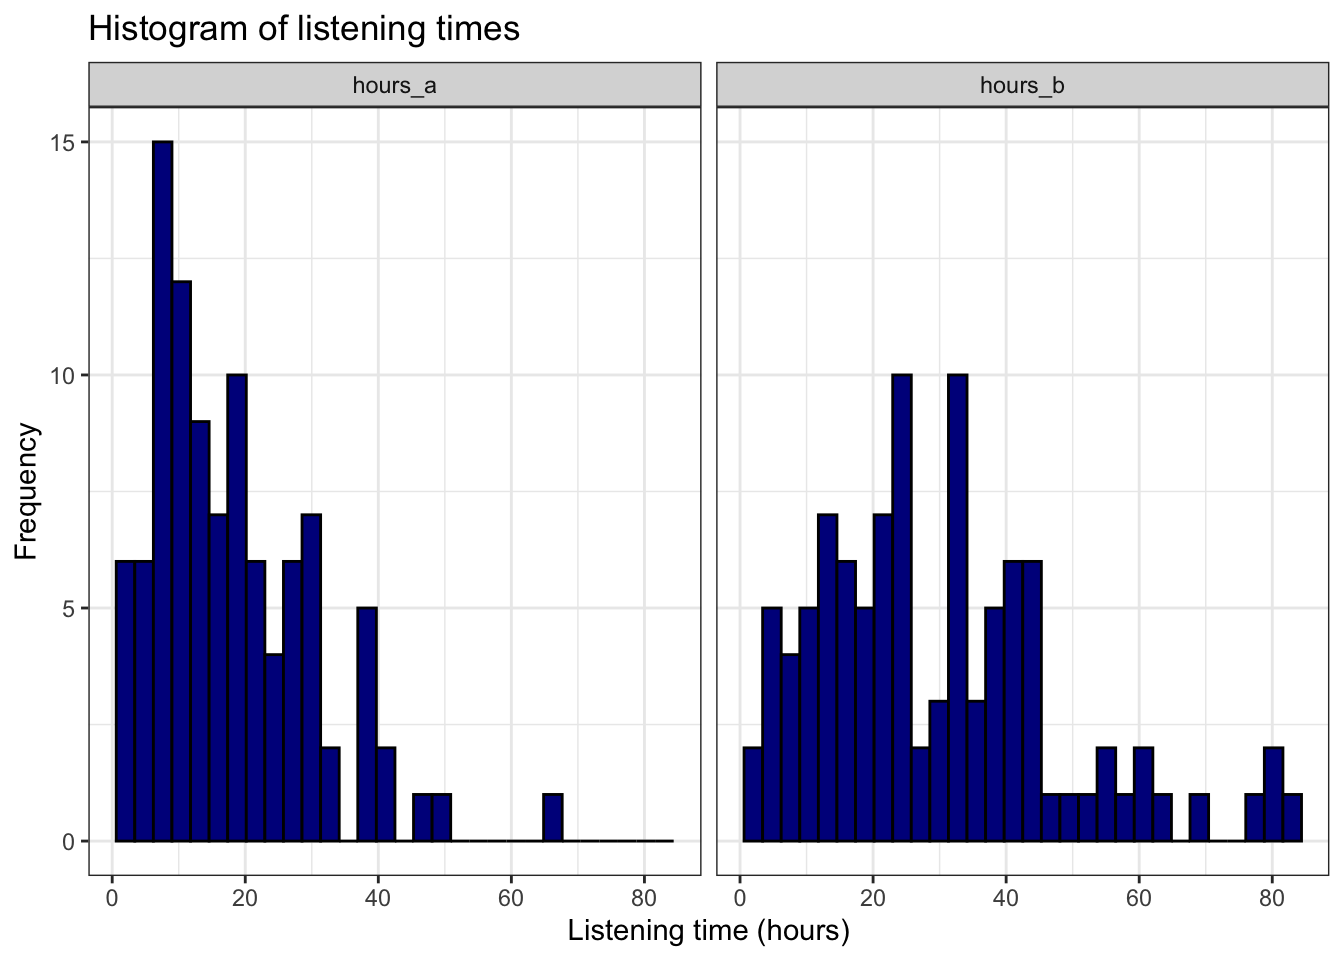 Histogram of listening times
hours_a
hours_b
15
10
5
0
Frequency
0 20 40 60 80
0 20 40 60 80
Listening time (hours)